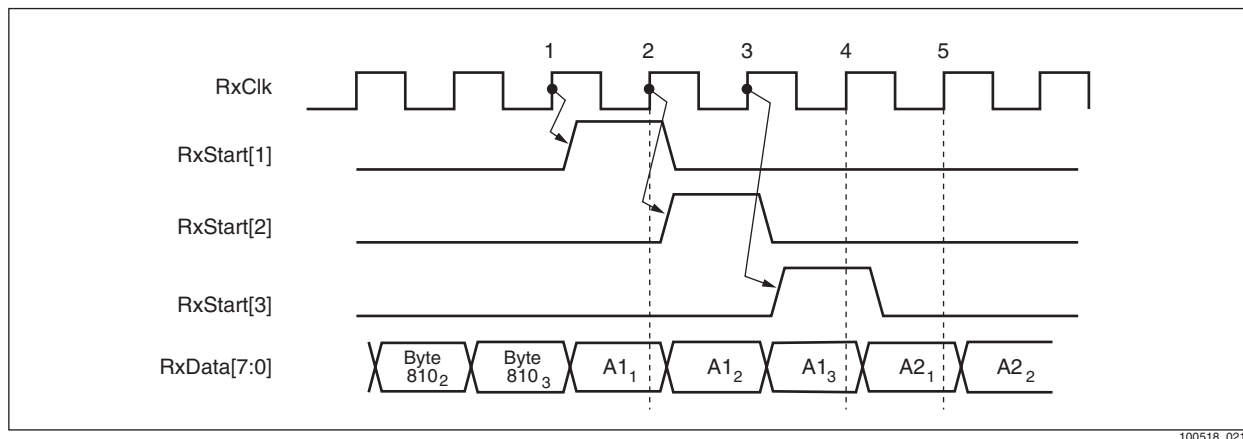 1 2 3 4 5
RxClk
RxStart[1]
RxStart[2]
RxStart[3]
RxData[7:0] Byte 810₂ Byte 810₃ A1₁ A1₂ A1₃ A2₁ A2₂
100518_021